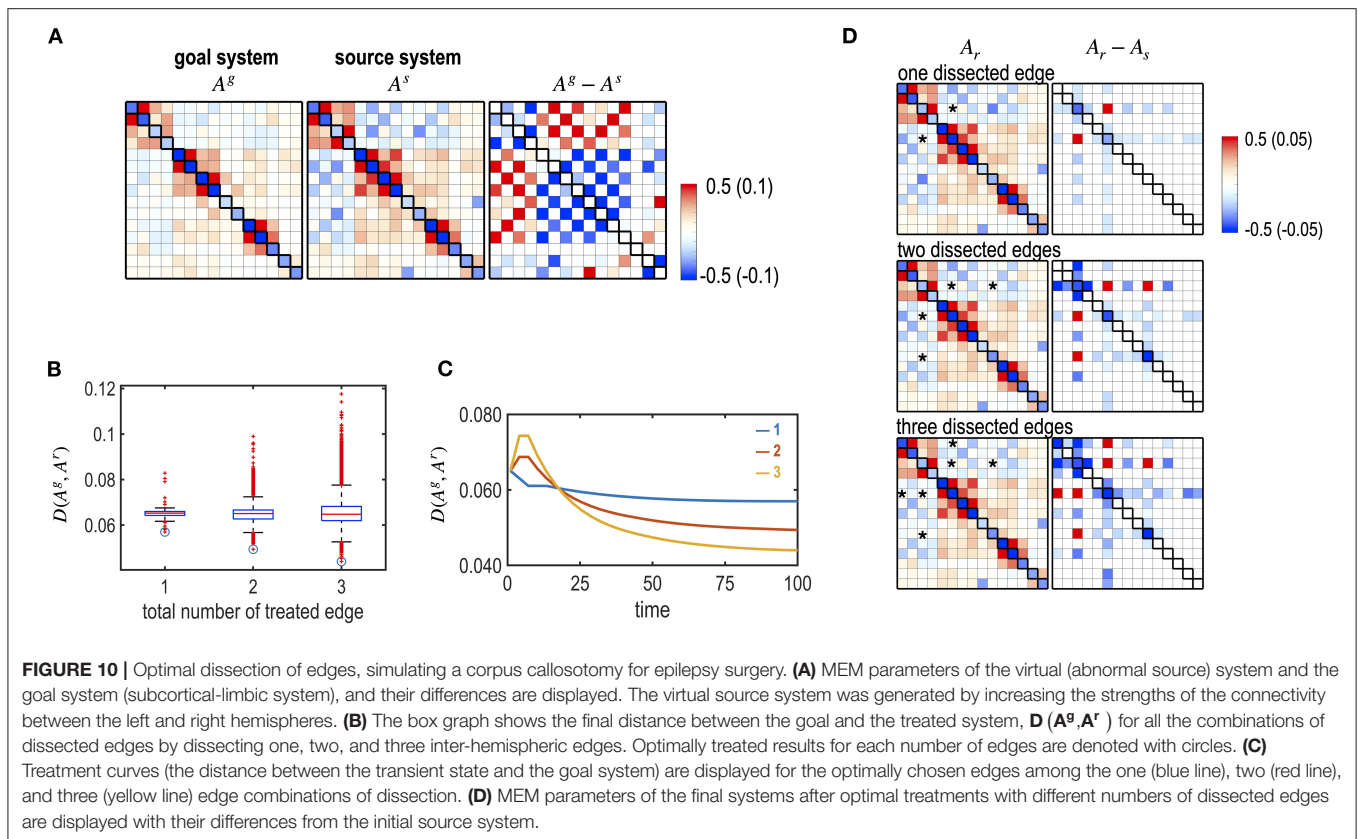 A
goal system
source system
A^g
A^s
A^g − A^s
0.5 (0.1)
-0.5 (-0.1)
B
D(A^g, A^r)
0.12
0.1
0.08
0.06
1
2
3
total number of treated edge
C
D(A^g, A^r)
0.080
0.060
0.040
0
25
50
75
100
time
1
2
3
D
A_r
A_r − A_s
one dissected edge
*
*
0.5 (0.05)
-0.5 (-0.05)
two dissected edges
* *
*
*
three dissected edges
*
* *
* *
*
FIGURE 10 | Optimal dissection of edges, simulating a corpus callosotomy for epilepsy surgery. (A) MEM parameters of the virtual (abnormal source) system and the
goal system (subcortical-limbic system), and their differences are displayed. The virtual source system was generated by increasing the strengths of the connectivity
between the left and right hemispheres. (B) The box graph shows the final distance between the goal and the treated system, D (A^g,A^r ) for all the combinations of
dissected edges by dissecting one, two, and three inter-hemispheric edges. Optimally treated results for each number of edges are denoted with circles. (C)
Treatment curves (the distance between the transient state and the goal system) are displayed for the optimally chosen edges among the one (blue line), two (red line),
and three (yellow line) edge combinations of dissection. (D) MEM parameters of the final systems after optimal treatments with different numbers of dissected edges
are displayed with their differences from the initial source system.